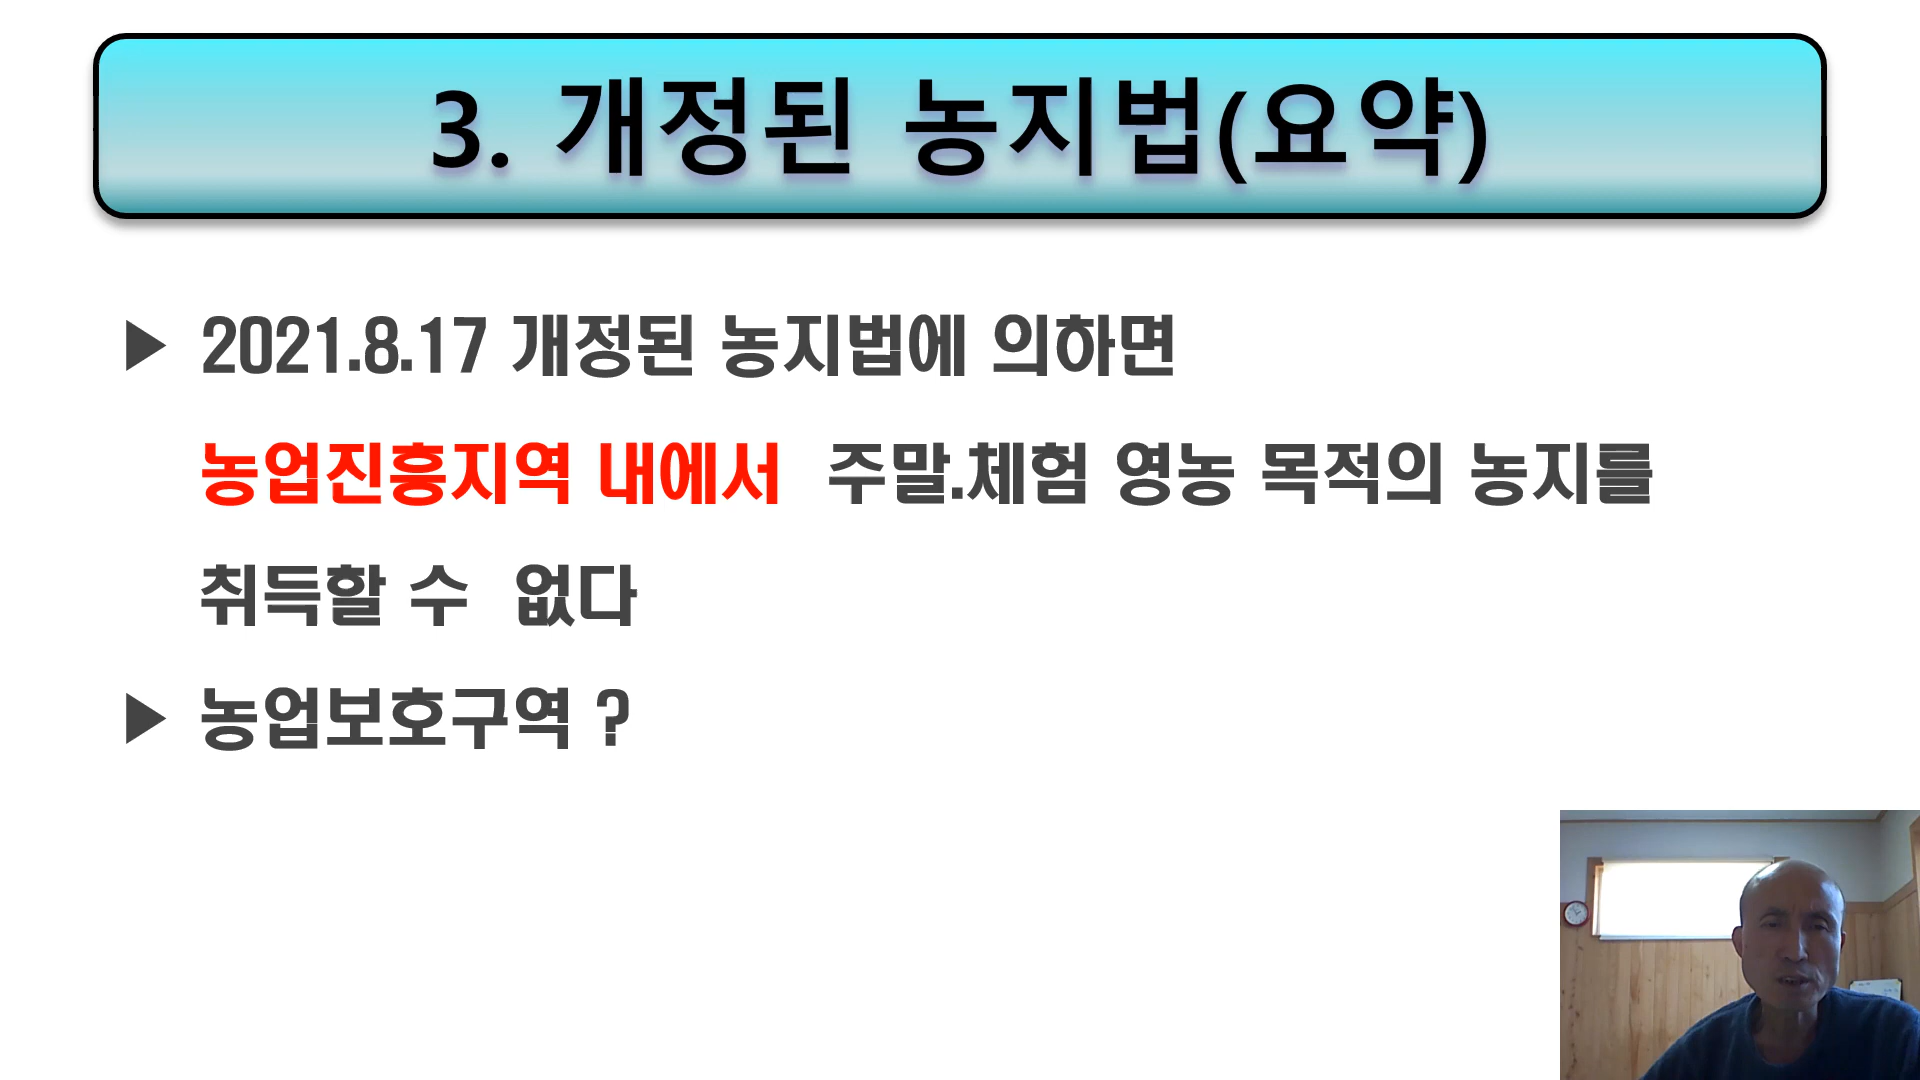 3. 개정된 농지법(요약)
▶ 2021.8.17 개정된 농지법에 의하면
농업진흥지역 내에서 주말.체험 영농 목적의 농지를
취득할 수 없다
▶ 농업보호구역 ?